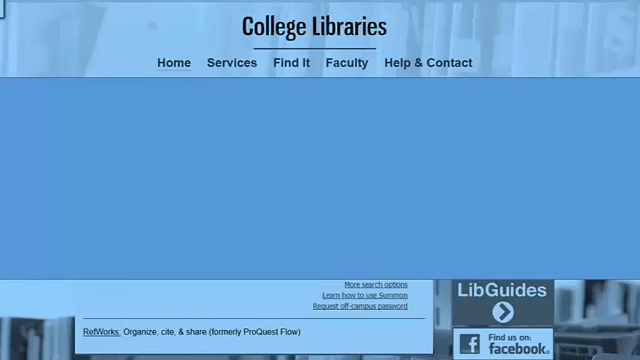 College Libraries
Home Services Find It Faculty Help & Contact
More search options
Learn how to use Summon
Request off-campus password
RefWorks: Organize, cite, & share (formerly ProQuest Flow)
LibGuides
Find us on:
facebook.